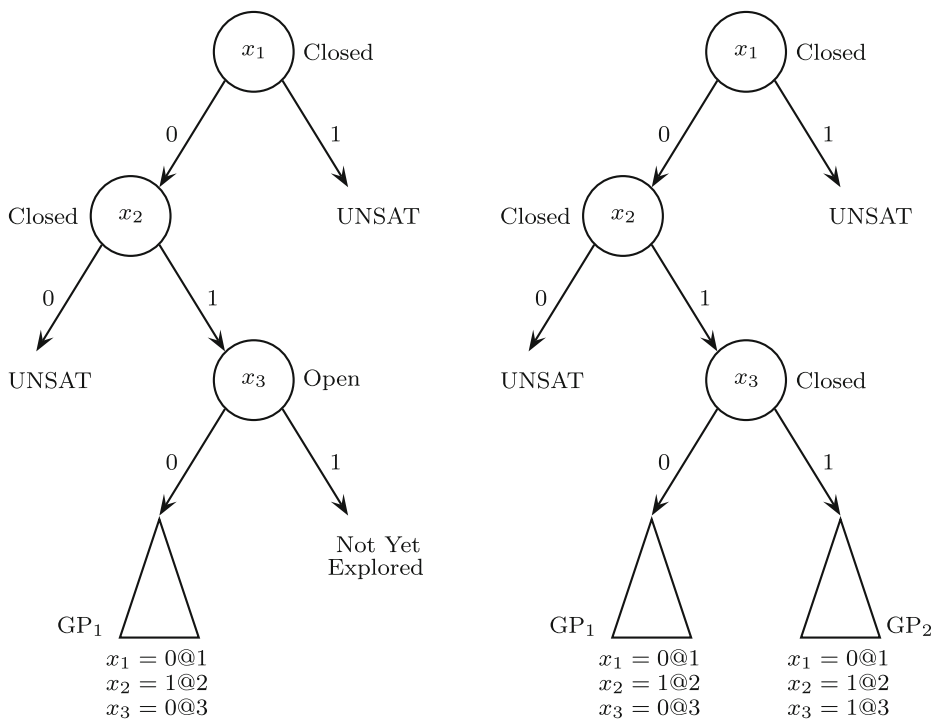 x₁ Closed
0 1
Closed x₂ UNSAT
0 1
UNSAT x₃ Open
0 1
Not Yet
Explored
GP₁
x₁ = 0@1
x₂ = 1@2
x₃ = 0@3
x₁ Closed
0 1
Closed x₂ UNSAT
0 1
UNSAT x₃ Closed
0 1
GP₁ GP₂
x₁ = 0@1 x₁ = 0@1
x₂ = 1@2 x₂ = 1@2
x₃ = 0@3 x₃ = 1@3